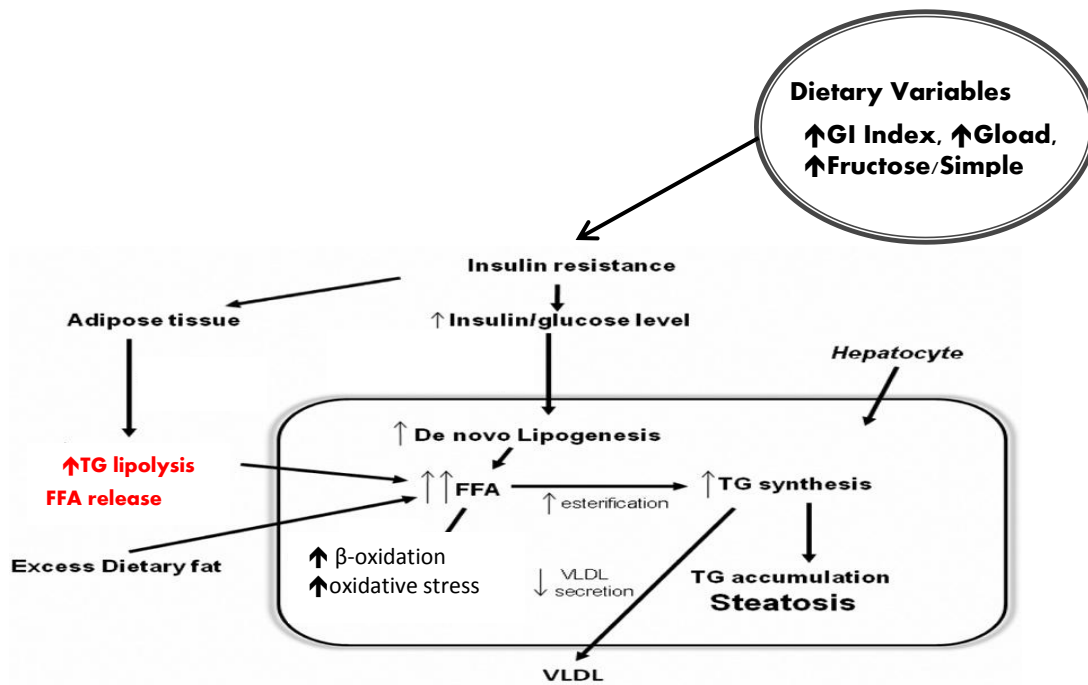 Dietary Variables
↑GI Index, ↑Gload,
↑Fructose/Simple
Insulin resistance
Adipose tissue
↑ Insulin/glucose level
Hepatocyte
↑ De novo Lipogenesis
↑TG lipolysis
FFA release
↑↑FFA
↑ esterification
↑TG synthesis
Excess Dietary fat
↑ β-oxidation
↑oxidative stress
↓ VLDL
secretion
TG accumulation
Steatosis
VLDL